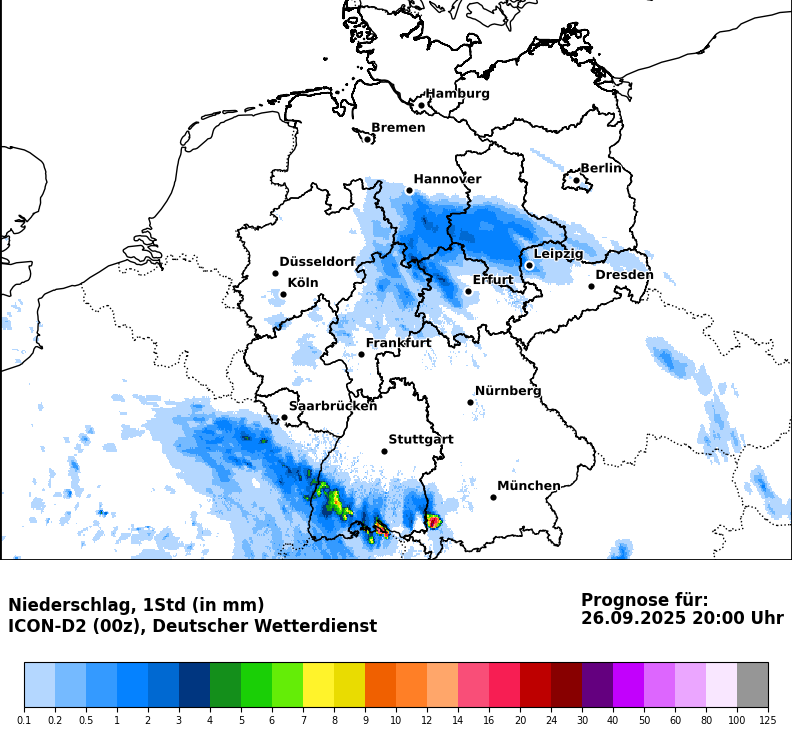 Hamburg
Bremen
Berlin
Hannover
Leipzig
Düsseldorf
Dresden
Köln
Erfurt
Frankfurt
Nürnberg
Saarbrücken
Stuttgart
München
Niederschlag, 1Std (in mm)
ICON-D2 (00z), Deutscher Wetterdienst
Prognose für:
26.09.2025 20:00 Uhr
0.1 0.2 0.5 1 2 3 4 5 6 7 8 9 10 12 14 16 20 24 30 40 50 60 80 100 125